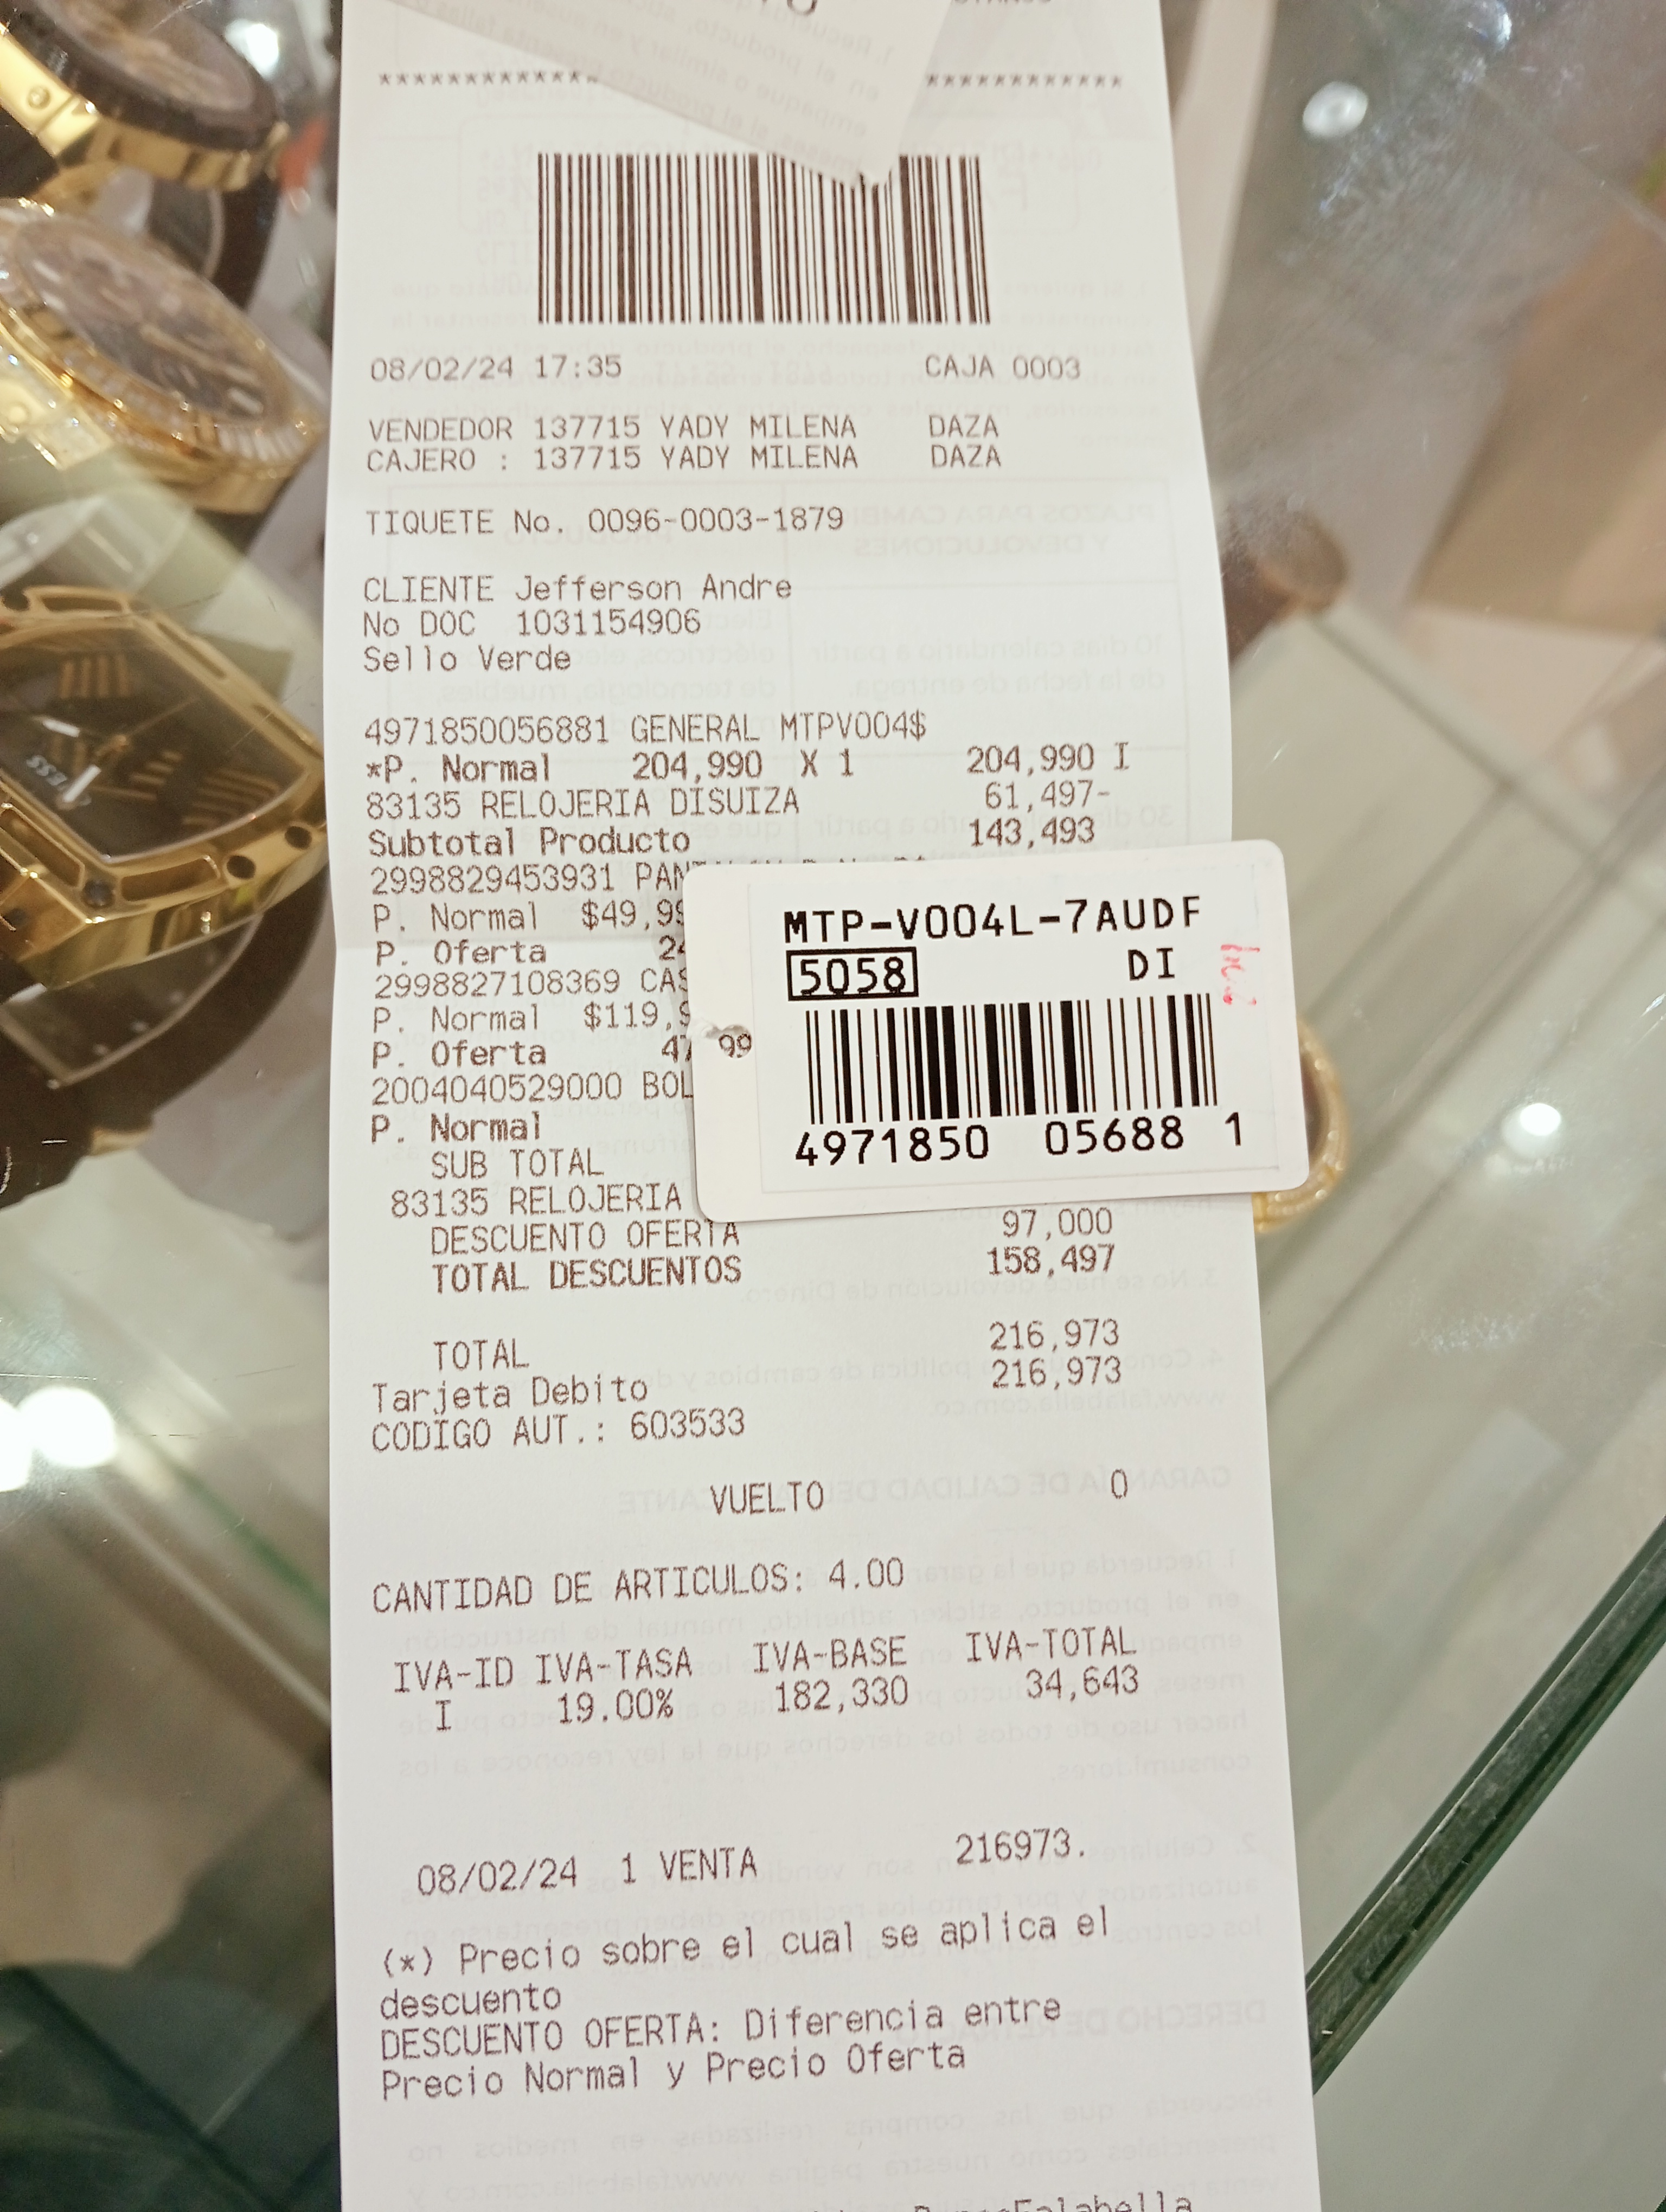 ************ ************
08/02/24 17:35 CAJA 0003
VENDEDOR 137715 YADY MILENA DAZA
CAJERO : 137715 YADY MILENA DAZA
TIQUETE No. 0096-0003-1879
CLIENTE Jefferson Andre
No DOC 1031154906
Sello Verde
4971850056881 GENERAL MTPV004$
*P. Normal 204,990 X 1 204,990 I
83135 RELOJERIA DISUIZA 61,497-
Subtotal Producto 143,493
2998829453931 PAN
P. Normal $49,99
P. Oferta 24
2998827108369 CAS
P. Normal $119,9
P. Oferta 47 99
2004040529000 BOL
P. Normal
SUB TOTAL
83135 RELOJERIA
DESCUENTO OFERTA 97,000
TOTAL DESCUENTOS 158,497
TOTAL 216,973
Tarjeta Debito 216,973
CODIGO AUT.: 603533
VUELTO 0
CANTIDAD DE ARTICULOS: 4.00
IVA-ID IVA-TASA IVA-BASE IVA-TOTAL
I 19.00% 182,330 34,643
08/02/24 1 VENTA 216973.
(*) Precio sobre el cual se aplica el
descuento
DESCUENTO OFERTA: Diferencia entre
Precio Normal y Precio Oferta
MTP-V004L-7AUDF
5058 DI
4971850 05688 1